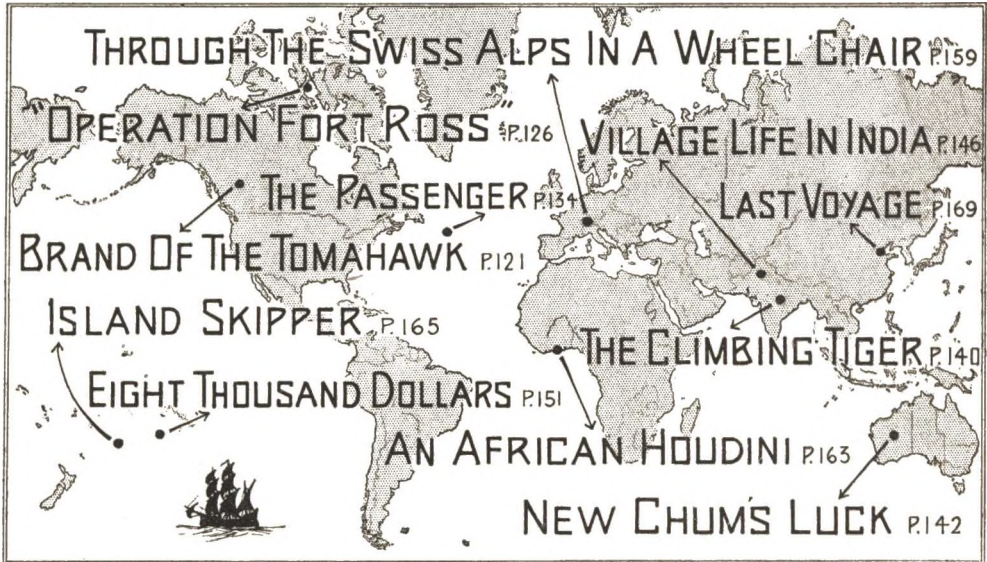 THROUGH THE SWISS ALPS IN A WHEEL CHAIR P.159
"OPERATION FORT ROSS" P.126
VILLAGE LIFE IN INDIA P.146
THE PASSENGER P.134
LAST VOYAGE P.169
BRAND OF THE TOMAHAWK P.121
ISLAND SKIPPER P.165
THE CLIMBING TIGER P.140
EIGHT THOUSAND DOLLARS P.151
AN AFRICAN HOUDINI P.163
NEW CHUM'S LUCK P.142